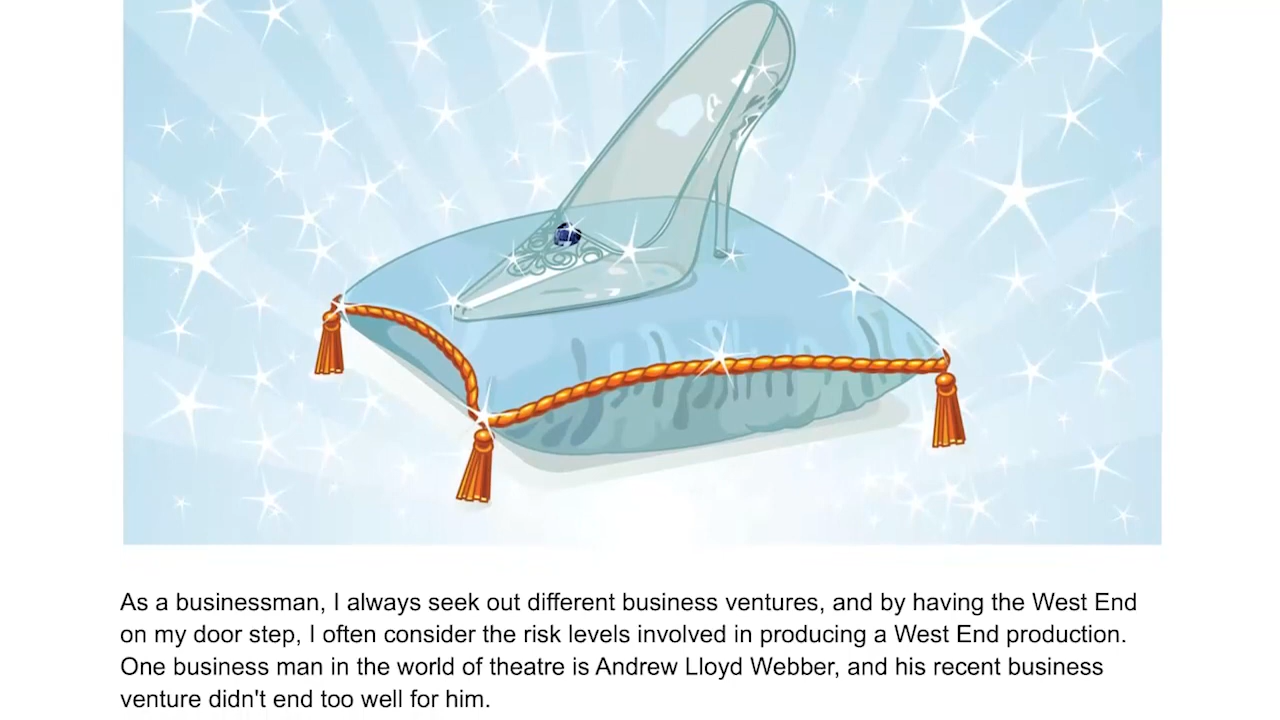 As a businessman, I always seek out different business ventures, and by having the West End
on my door step, I often consider the risk levels involved in producing a West End production.
One business man in the world of theatre is Andrew Lloyd Webber, and his recent business
venture didn't end too well for him.